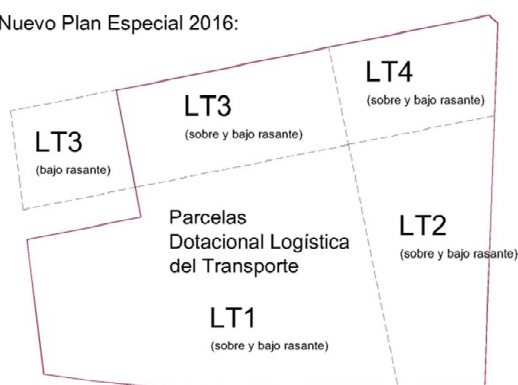 Nuevo Plan Especial 2016:
LT4
(sobre y bajo rasante)
LT3
(sobre y bajo rasante)
LT3
(bajo rasante)
Parcelas
Dotacional Logística
del Transporte
LT2
(sobre y bajo rasante)
LT1
(sobre y bajo rasante)